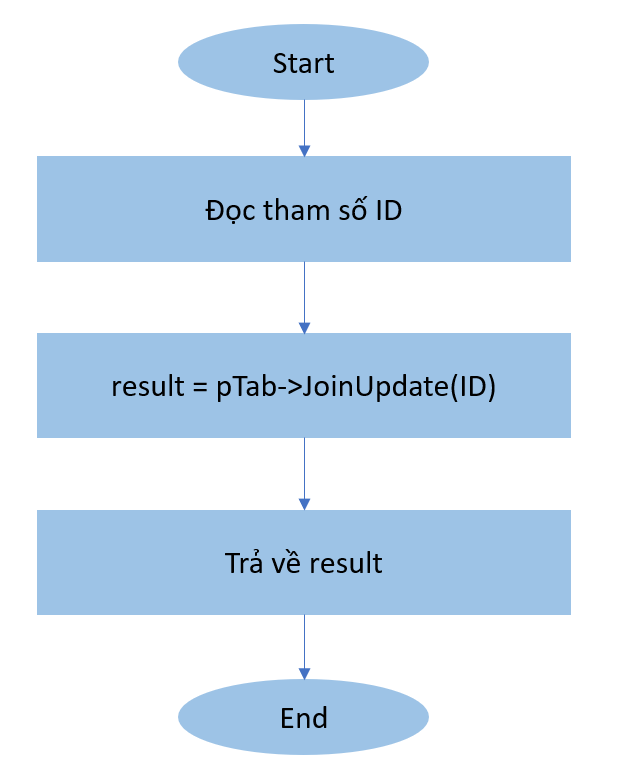 Start
Đọc tham số ID
result = pTab->JoinUpdate(ID)
Trả về result
End